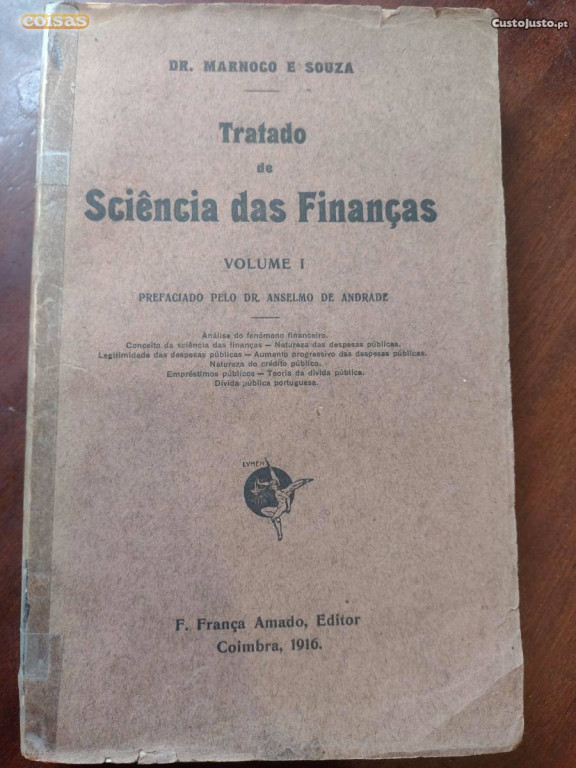 coisas
CustoJusto.pt
DR. MARNOCO E SOUZA
Tratado
de
Sciência das Finanças
VOLUME I
PREFACIADO PELO DR. ANSELMO DE ANDRADE
Análise do fenómeno financeiro.
Conceito da sciência das finanças — Natureza das despesas públicas.
Legitimidade das despesas públicas — Aumento progressivo das despesas públicas.
Natureza do crédito público.
Empréstimos públicos — Teoria da dívida pública.
Dívida pública portuguesa.
LVMEN
F. França Amado, Editor
Coimbra, 1916.